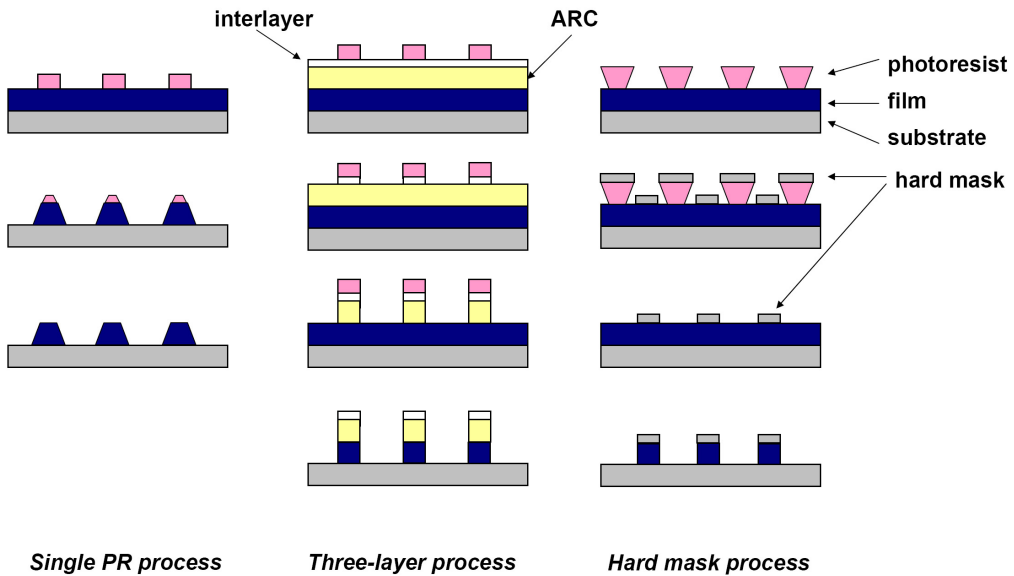 interlayer
ARC
photoresist
film
substrate
hard mask
Single PR process
Three-layer process
Hard mask process